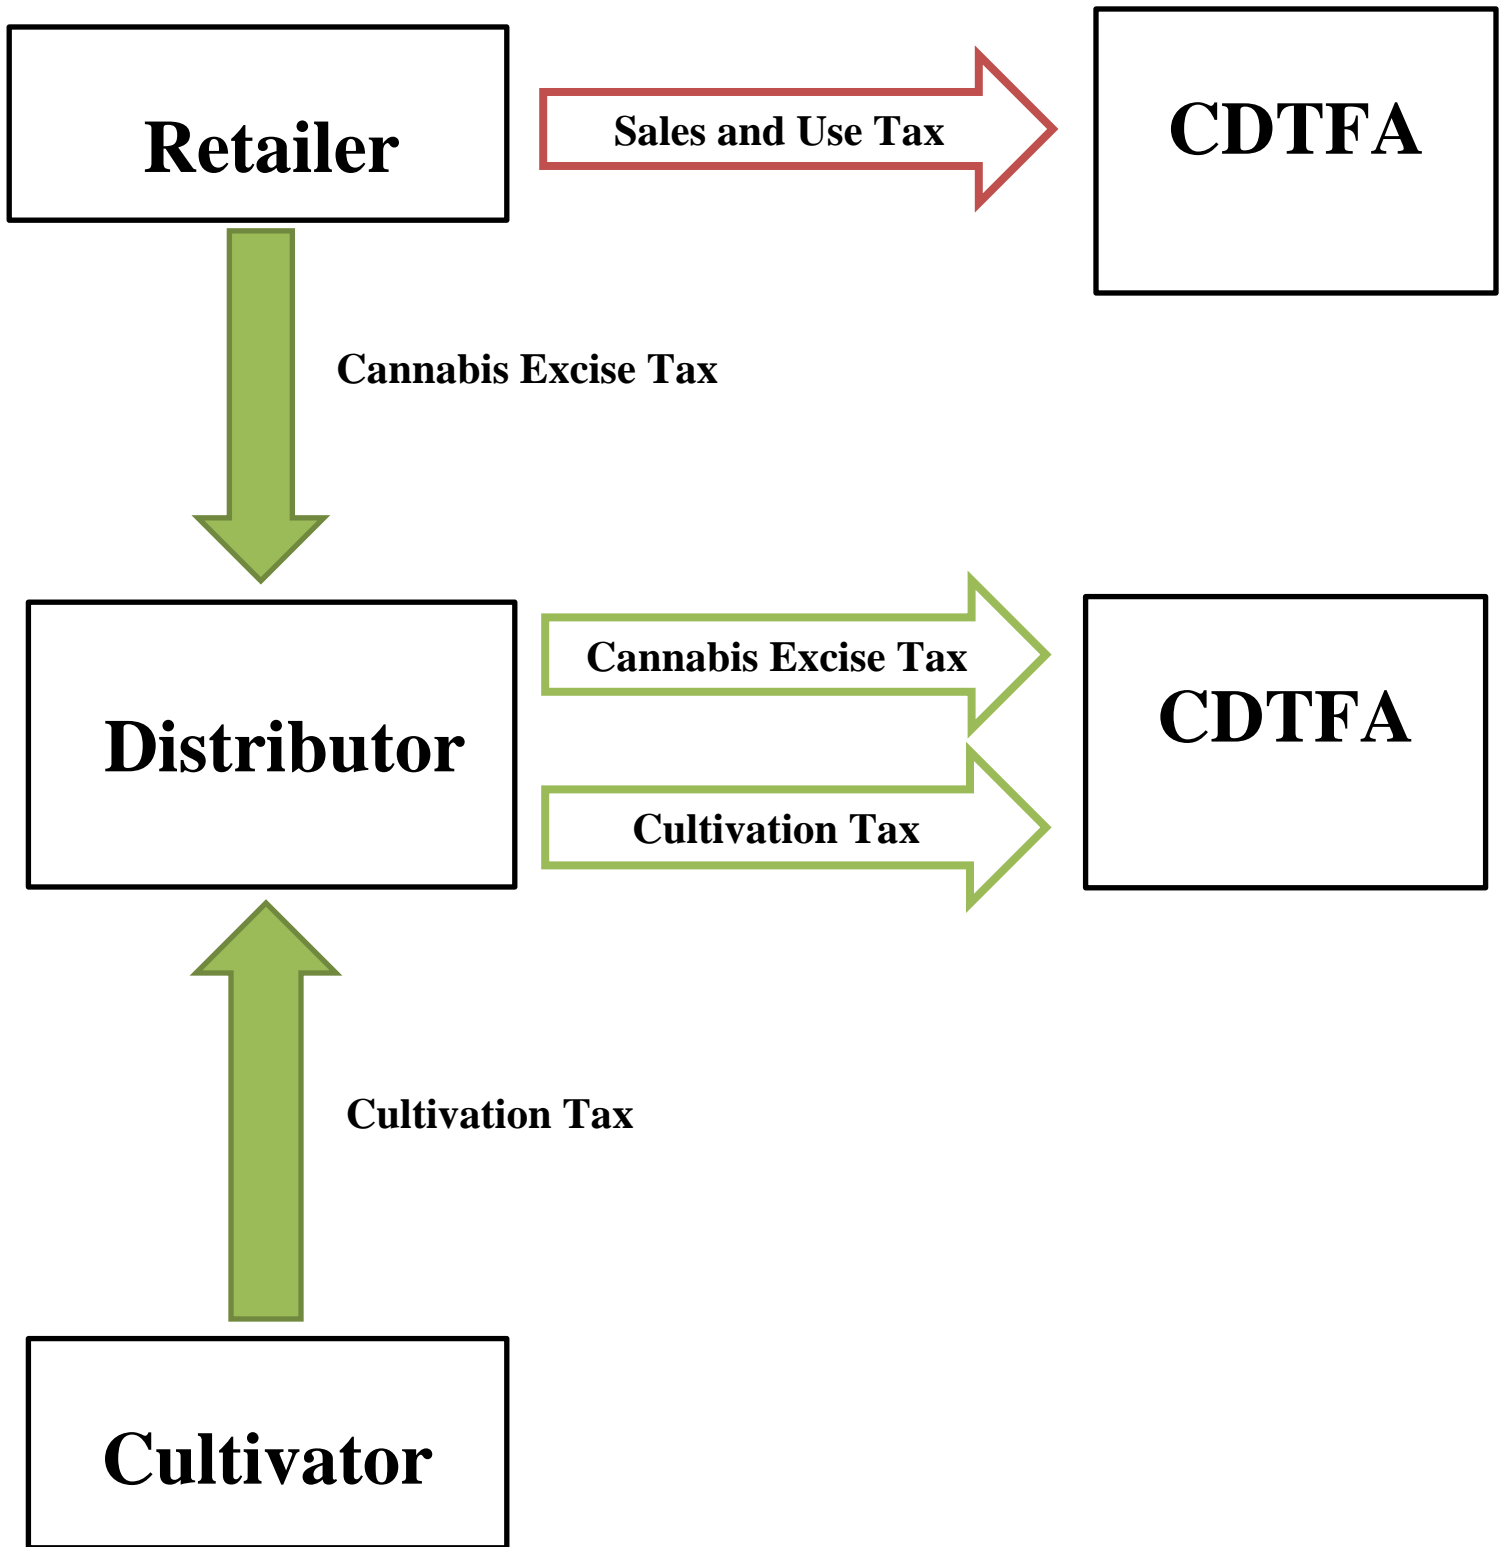 Retailer
Sales and Use Tax
CDTFA
Cannabis Excise Tax
Distributor
Cannabis Excise Tax
CDTFA
Cultivation Tax
Cultivation Tax
Cultivator